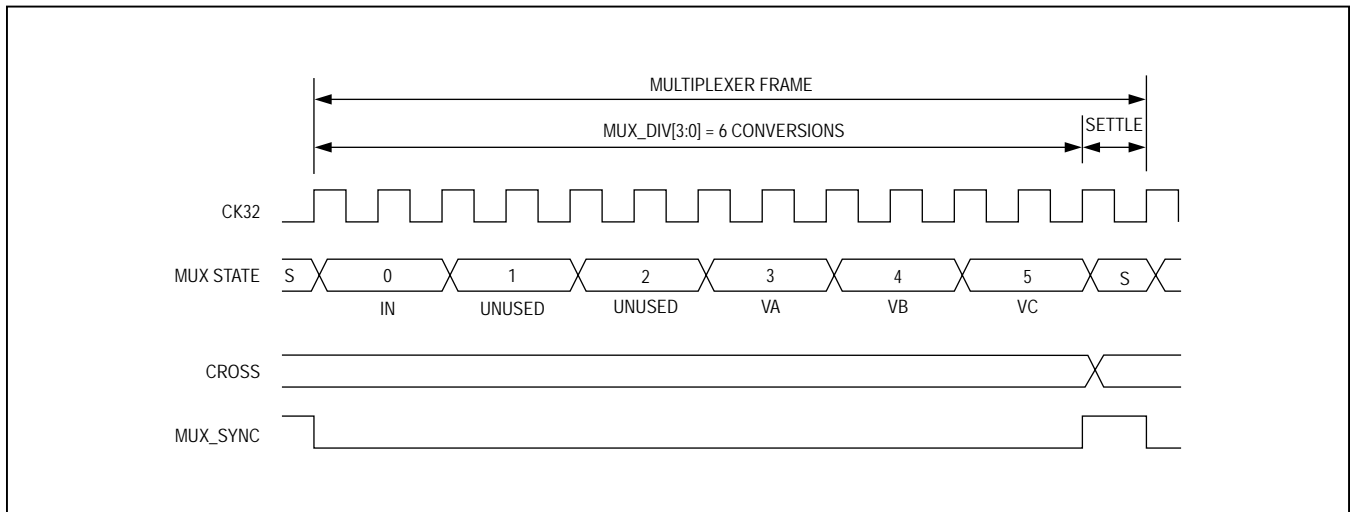 MULTIPLEXER FRAME
MUX_DIV[3:0] = 6 CONVERSIONS
SETTLE
CK32
MUX STATE S 0 1 2 3 4 5 S
IN UNUSED UNUSED VA VB VC
CROSS
MUX_SYNC